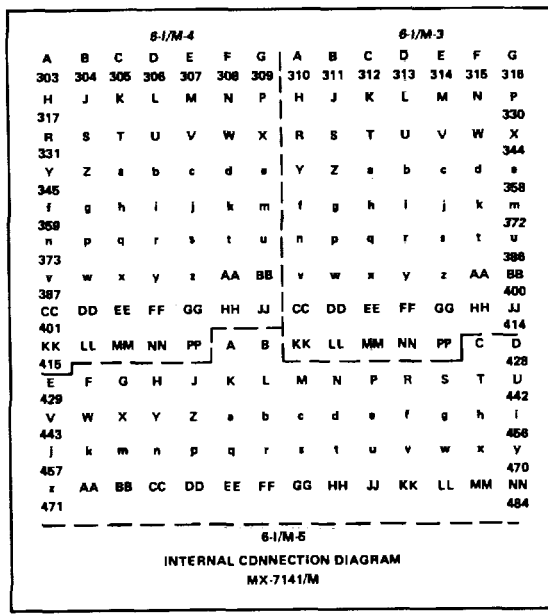 6-I/M-4 6-I/M-3
A B C D E F G A B C D E F G
303 304 305 306 307 308 309 310 311 312 313 314 315 316
H J K L M N P H J K L M N P
317 330
R S T U V W X R S T U V W X
331 344
Y Z a b c d e Y Z a b c d e
345 358
f g h i j k m f g h i j k m
359 372
n p q r s t u n p q r s t u
373 386
v w x y z AA BB v w x y z AA BB
387 400
CC DD EE FF GG HH JJ CC DD EE FF GG HH JJ
401 414
KK LL MM NN PP A B KK LL MM NN PP C D
415 428
E F G H J K L M N P R S T U
429 442
V W X Y Z a b c d e f g h i
443 456
j k m n p q r s t u v w x y
457 470
z AA BB CC DD EE FF GG HH JJ KK LL MM NN
471 484
6-I/M-5
INTERNAL CONNECTION DIAGRAM
MX-7141/M